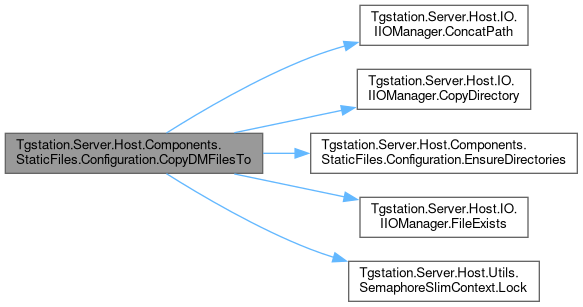 Tgstation.Server.Host.Components.
StaticFiles.Configuration.CopyDMFilesTo
Tgstation.Server.Host.IO.
IIOManager.ConcatPath
Tgstation.Server.Host.IO.
IIOManager.CopyDirectory
Tgstation.Server.Host.Components.
StaticFiles.Configuration.EnsureDirectories
Tgstation.Server.Host.IO.
IIOManager.FileExists
Tgstation.Server.Host.Utils.
SemaphoreSlimContext.Lock